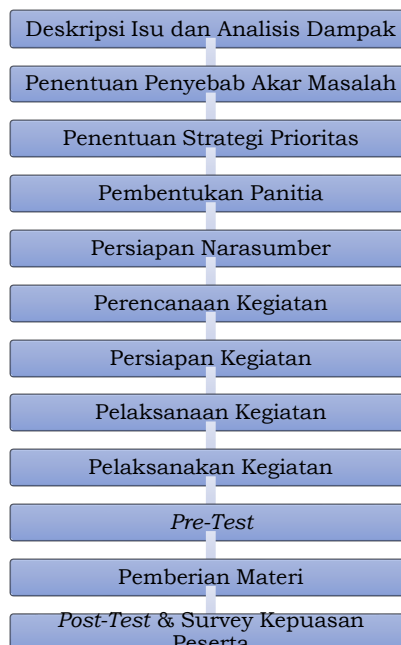 Deskripsi Isu dan Analisis Dampak
Penentuan Penyebab Akar Masalah
Penentuan Strategi Prioritas
Pembentukan Panitia
Persiapan Narasumber
Perencanaan Kegiatan
Persiapan Kegiatan
Pelaksanaan Kegiatan
Pelaksanakan Kegiatan
Pre-Test
Pemberian Materi
Post-Test & Survey Kepuasan
Peserta